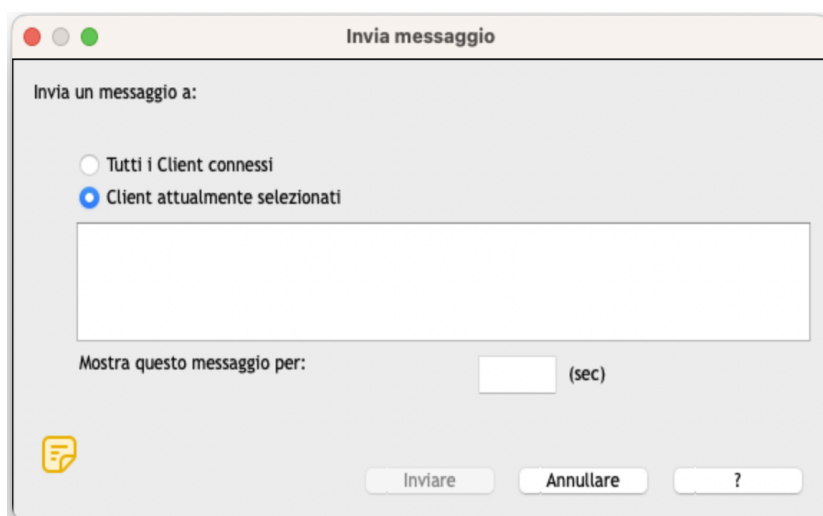 Invia messaggio
Invia un messaggio a:
Tutti i Client connessi
Client attualmente selezionati
Mostra questo messaggio per:
(sec)
Inviare
Annullare
?